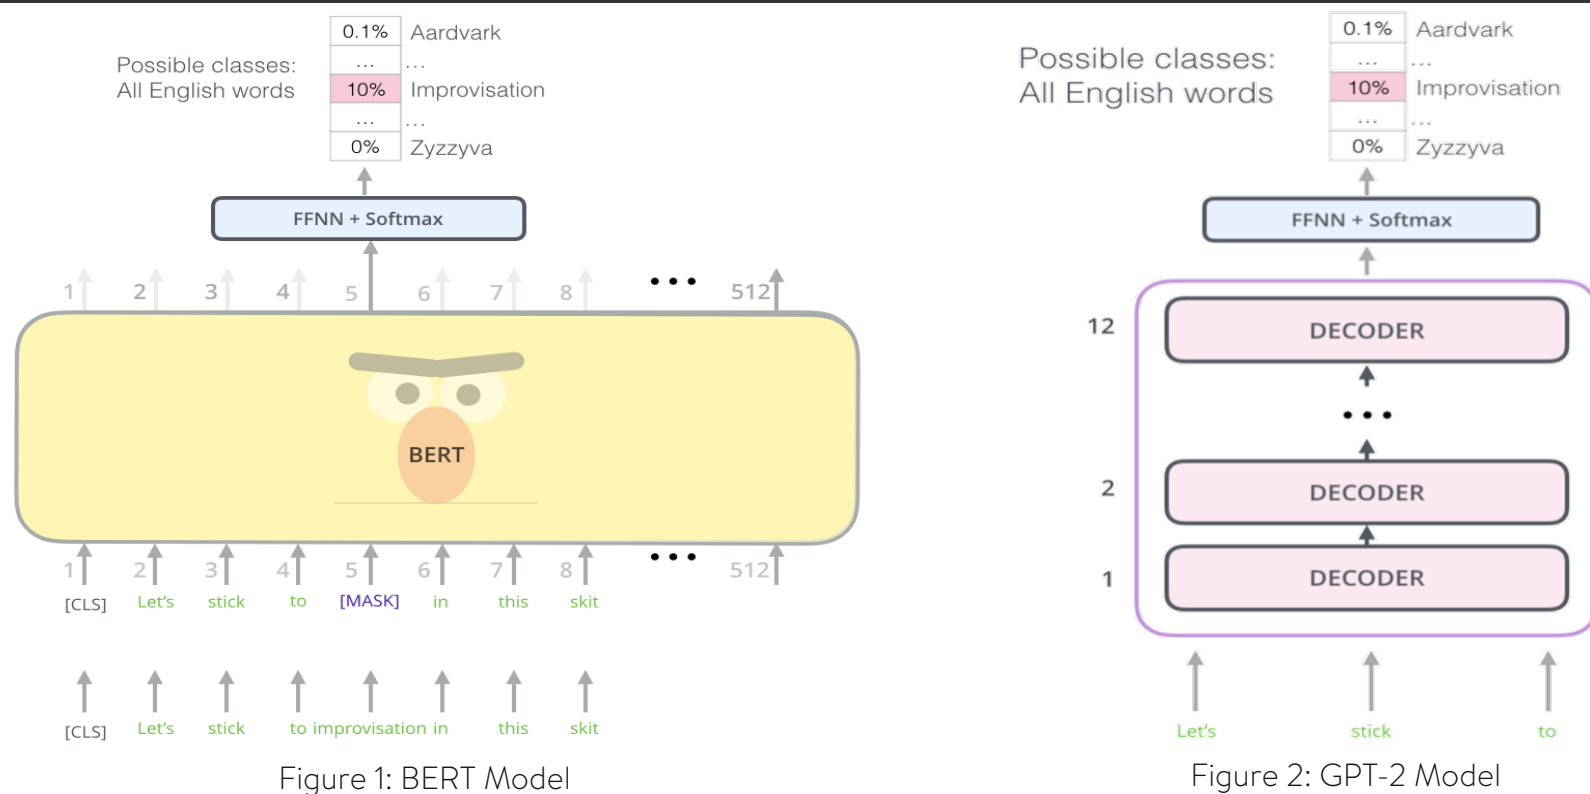 0.1% Aardvark
... ...
Possible classes:
All English words
10% Improvisation
... ...
0% Zyzzyva
FFNN + Softmax
1 2 3 4 5 6 7 8 ... 512
BERT
1 2 3 4 5 6 7 8 ... 512
[CLS] Let's stick to [MASK] in this skit
[CLS] Let's stick to improvisation in this skit
Figure 1: BERT Model
0.1% Aardvark
... ...
Possible classes:
All English words
10% Improvisation
... ...
0% Zyzzyva
FFNN + Softmax
12 DECODER
...
2 DECODER
1 DECODER
Let's stick to
Figure 2: GPT-2 Model